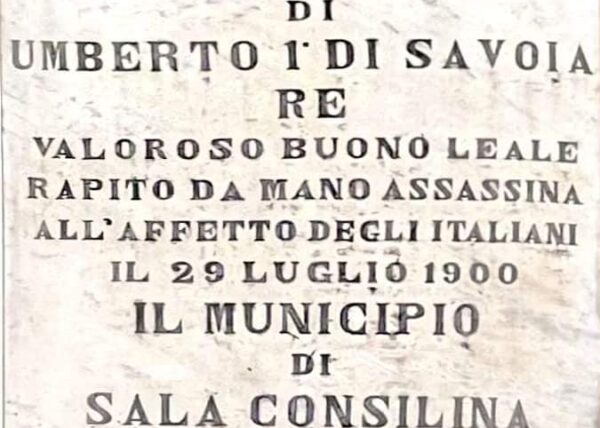 DI
UMBERTO 1° DI SAVOIA
RE
VALOROSO BUONO LEALE
RAPITO DA MANO ASSASSINA
ALL'AFFETTO DEGLI ITALIANI
IL 29 LUGLIO 1900
IL MUNICIPIO
DI
SALA CONSILINA